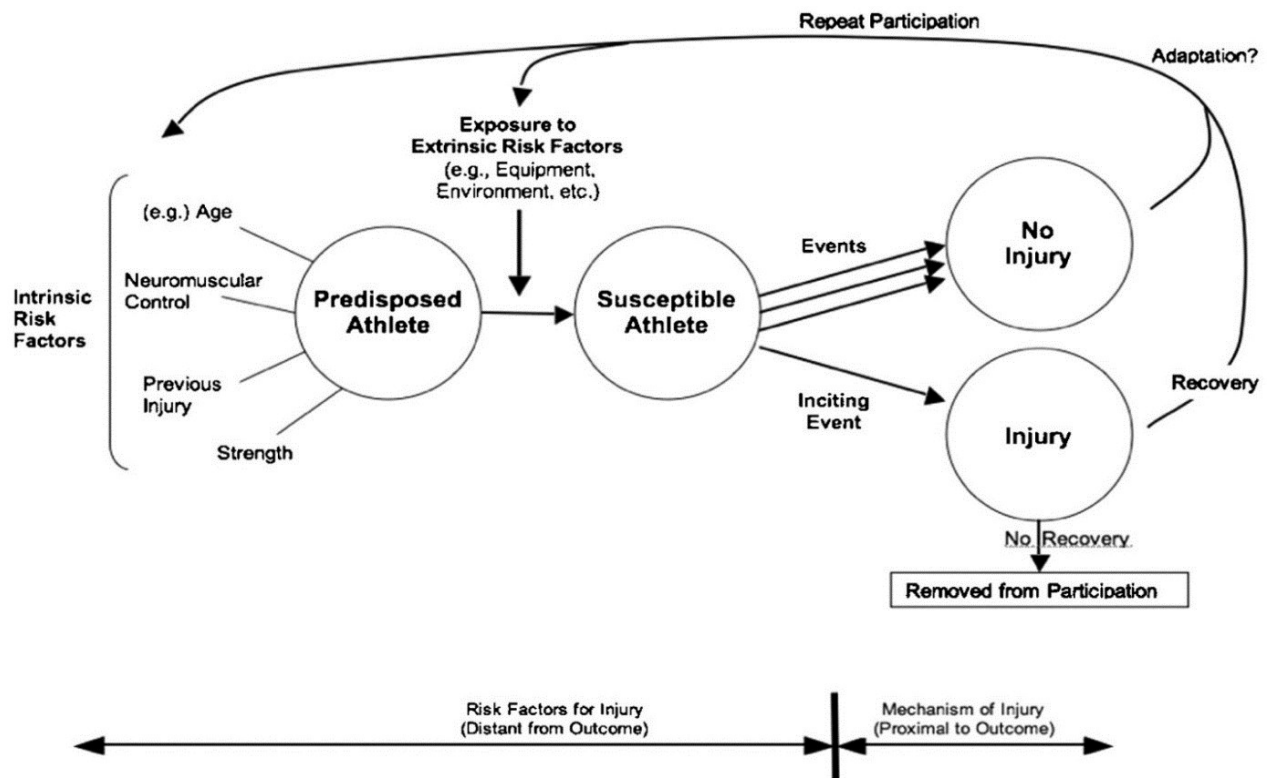 Repeat Participation
Adaptation?
Exposure to
Extrinsic Risk Factors
(e.g., Equipment,
Environment, etc.)
(e.g.) Age
Neuromuscular
Control
Intrinsic
Risk
Factors
Previous
Injury
Strength
Predisposed
Athlete
Susceptible
Athlete
Events
No
Injury
Inciting
Event
Injury
Recovery
No Recovery
Removed from Participation
Risk Factors for Injury
(Distant from Outcome)
Mechanism of Injury
(Proximal to Outcome)